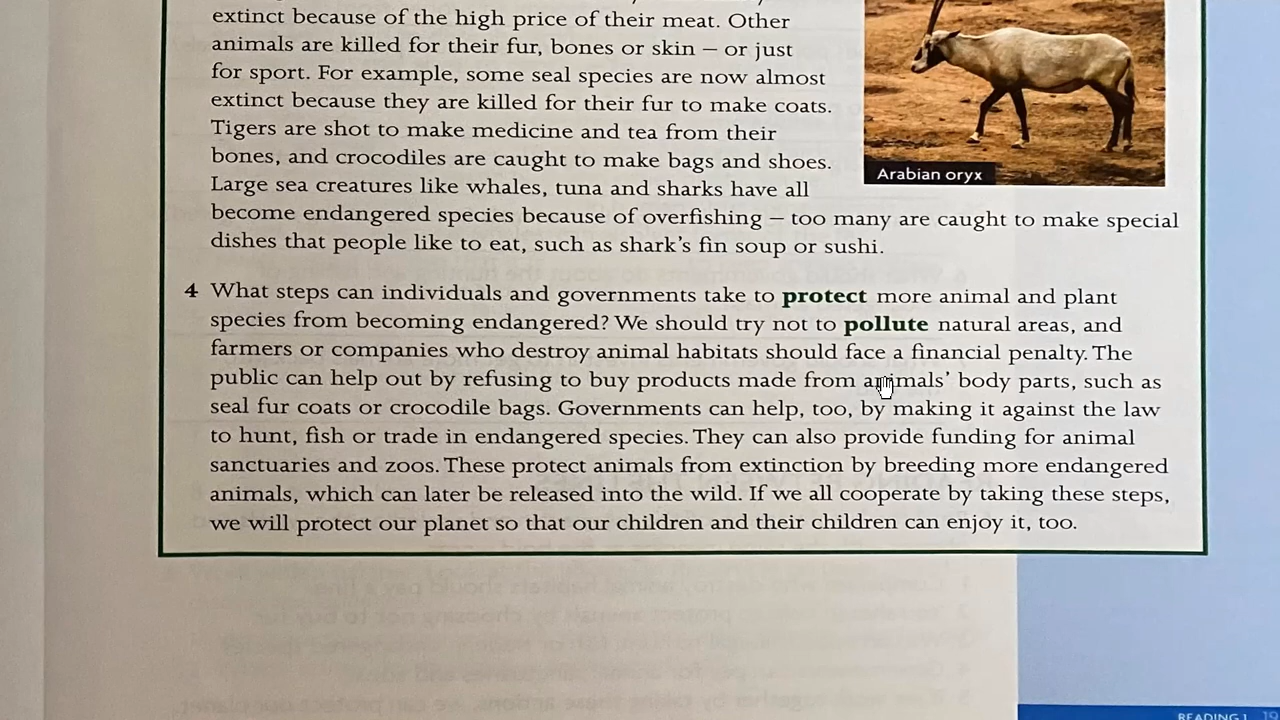 extinct because of the high price of their meat. Other
animals are killed for their fur, bones or skin – or just
for sport. For example, some seal species are now almost
extinct because they are killed for their fur to make coats.
Tigers are shot to make medicine and tea from their
bones, and crocodiles are caught to make bags and shoes.
Large sea creatures like whales, tuna and sharks have all
become endangered species because of overfishing – too many are caught to make special
dishes that people like to eat, such as shark's fin soup or sushi.
Arabian oryx
4 What steps can individuals and governments take to protect more animal and plant
species from becoming endangered? We should try not to pollute natural areas, and
farmers or companies who destroy animal habitats should face a financial penalty. The
public can help out by refusing to buy products made from animals' body parts, such as
seal fur coats or crocodile bags. Governments can help, too, by making it against the law
to hunt, fish or trade in endangered species. They can also provide funding for animal
sanctuaries and zoos. These protect animals from extinction by breeding more endangered
animals, which can later be released into the wild. If we all cooperate by taking these steps,
we will protect our planet so that our children and their children can enjoy it, too.
READING 1